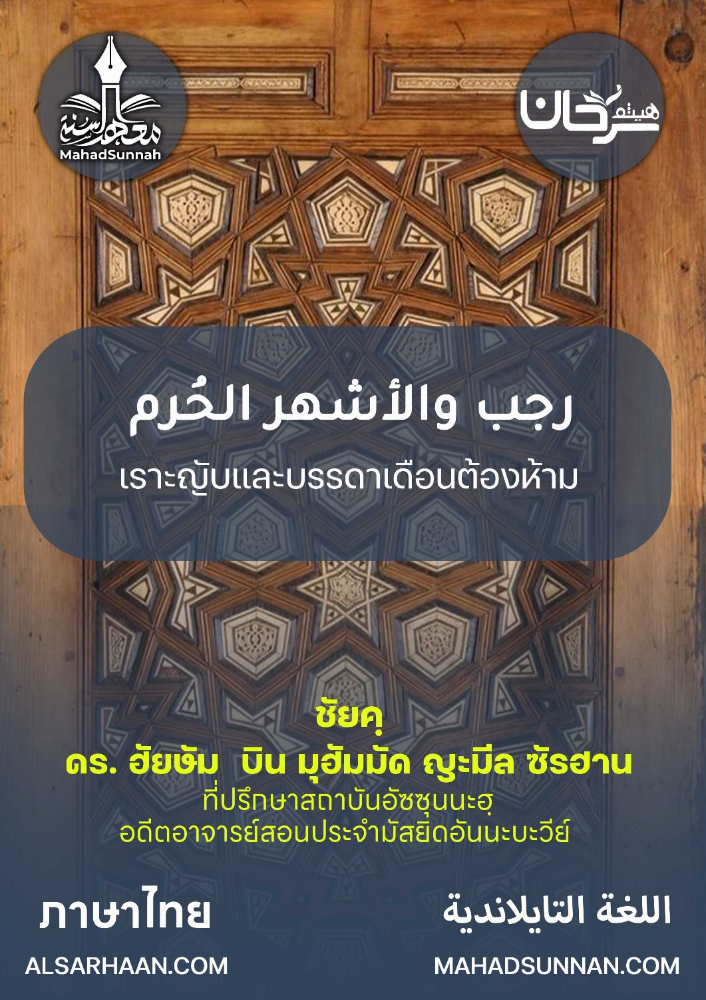 معهد السنة
MahadSunnah
هيثم سرحان
رجب والأشهر الحُرم
เราะญับและบรรดาเดือนต้องห้าม
ชัยคฺ
ดร. ฮัยษัม บิน มุฮัมมัด ญะมีล ซัรฮาน
ที่ปรึกษาสถาบันอัซซุนนะฮฺ
อดีตอาจารย์สอนประจำมัสยิดอันนะบะวีย์
ภาษาไทย
اللغة التايلاندية
ALSARHAAN.COM
MAHADSUNNAN.COM